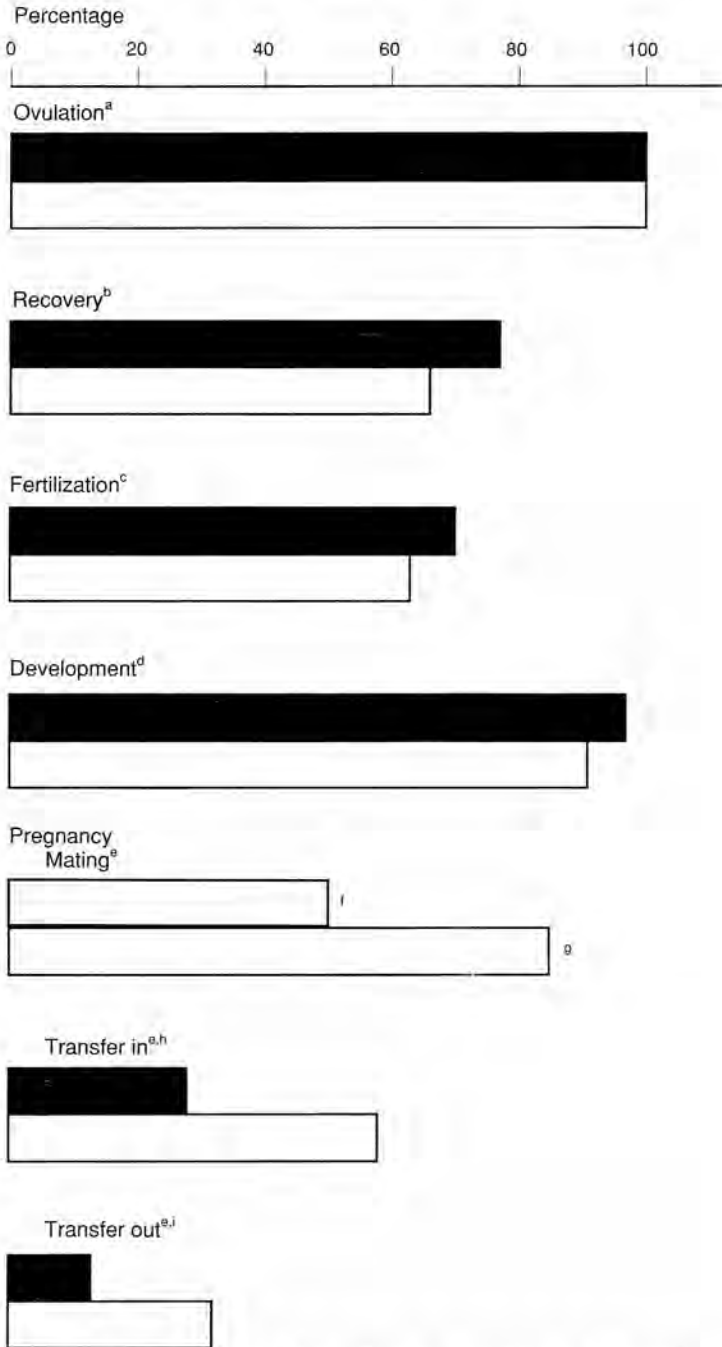 Percentage
0 20 40 60 80 100
Ovulationᵃ
Recoveryᵇ
Fertilizationᶜ
Developmentᵈ
Pregnancy
Matingᵉ
f
g
Transfer inᵉ,ʰ
Transfer outᵉ,ⁱ